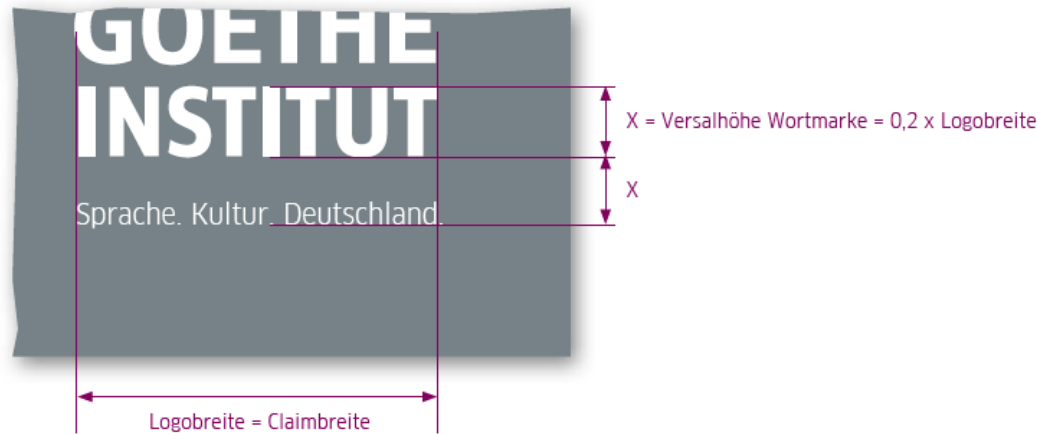 GOETHE
INSTITUT
X = Versalhöhe Wortmarke = 0,2 x Logobreite
X
Sprache. Kultur. Deutschland.
Logobreite = Claimbreite